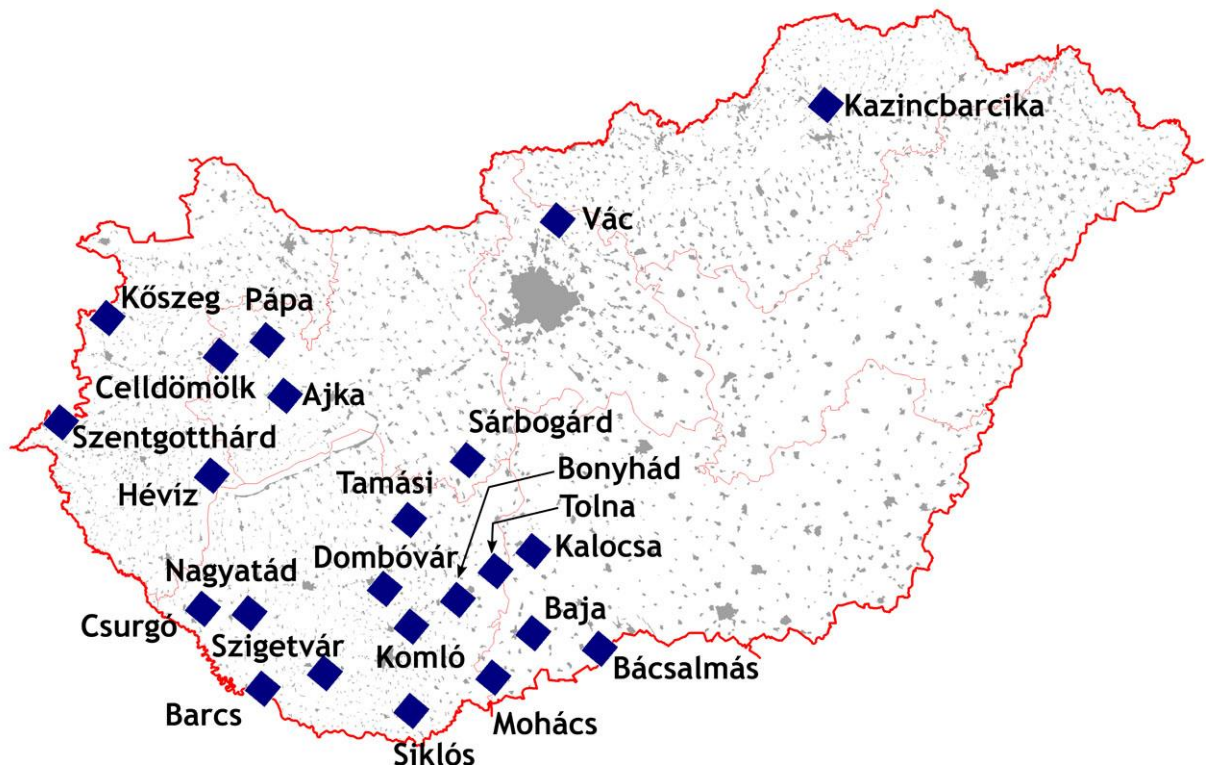 Kazincbarcika
Vác
Kőszeg
Pápa
Celldömölk
Ajka
Szentgotthárd
Sárbogárd
Hévíz
Tamási
Bonyhád
Tolna
Dombóvár
Kalocsa
Nagyatád
Csurgó
Baja
Szigetvár
Komló
Bácsalmás
Barcs
Mohács
Siklós